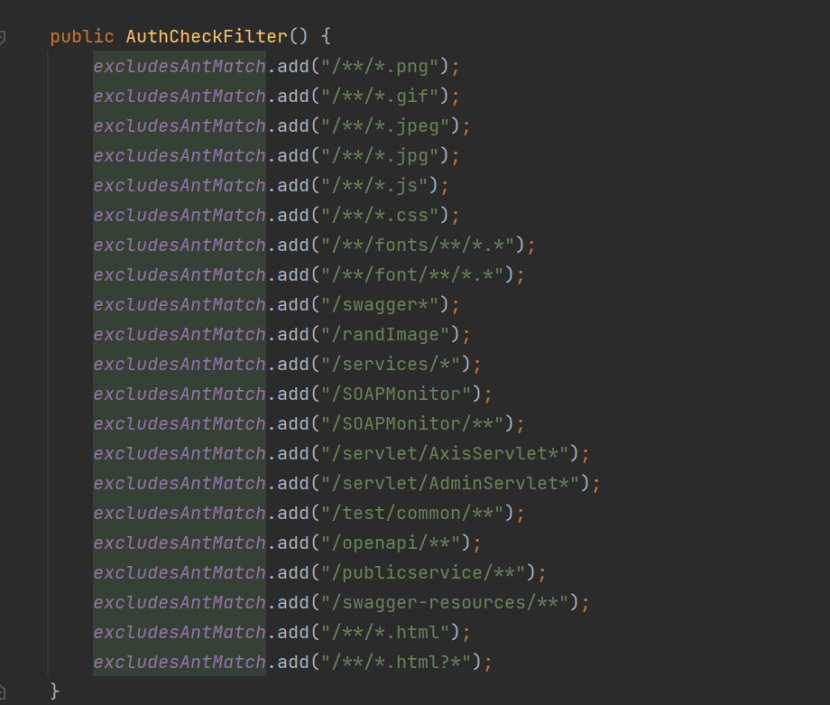 public AuthCheckFilter() {
excludesAntMatch.add("/**/*.png");
excludesAntMatch.add("/**/*.gif");
excludesAntMatch.add("/**/*.jpeg");
excludesAntMatch.add("/**/*.jpg");
excludesAntMatch.add("/**/*.js");
excludesAntMatch.add("/**/*.css");
excludesAntMatch.add("/**/fonts/**/*.*");
excludesAntMatch.add("/**/font/**/*.*");
excludesAntMatch.add("/swagger*");
excludesAntMatch.add("/randImage");
excludesAntMatch.add("/services/*");
excludesAntMatch.add("/SOAPMonitor");
excludesAntMatch.add("/SOAPMonitor/**");
excludesAntMatch.add("/servlet/AxisServlet*");
excludesAntMatch.add("/servlet/AdminServlet*");
excludesAntMatch.add("/test/common/**");
excludesAntMatch.add("/openapi/**");
excludesAntMatch.add("/publicservice/**");
excludesAntMatch.add("/swagger-resources/**");
excludesAntMatch.add("/**/*.html");
excludesAntMatch.add("/**/*.html?*");
}